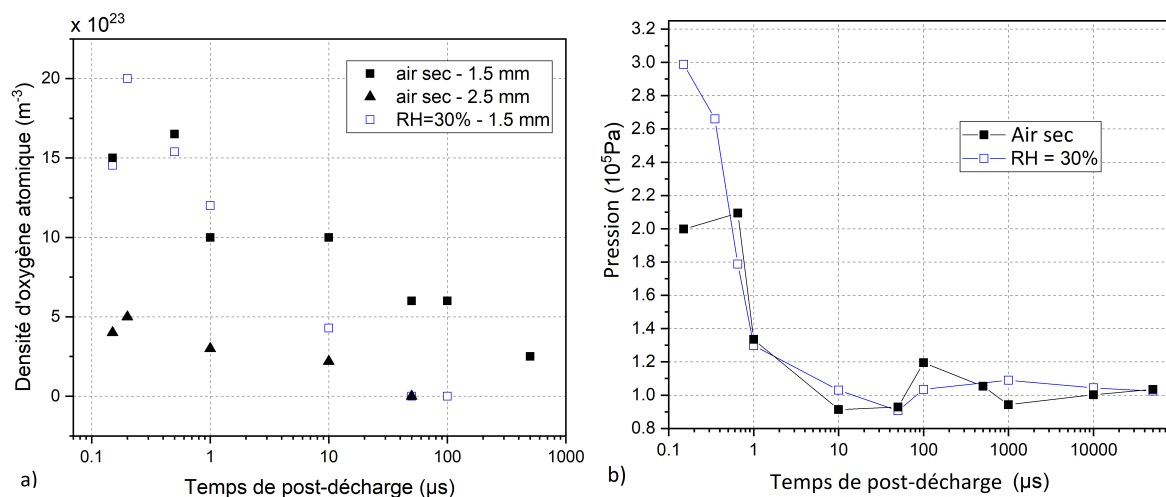 x 10^23
20
15
10
5
0
0.1
1
10
100
1000
Densité d'oxygène atomique (m^-3)
Temps de post-décharge (µs)
air sec - 1.5 mm
air sec - 2.5 mm
RH=30% - 1.5 mm
a)
3.2
3.0
2.8
2.6
2.4
2.2
2.0
1.8
1.6
1.4
1.2
1.0
0.8
0.1
1
10
100
1000
10000
Pression (10^5Pa)
Temps de post-décharge (µs)
Air sec
RH = 30%
b)